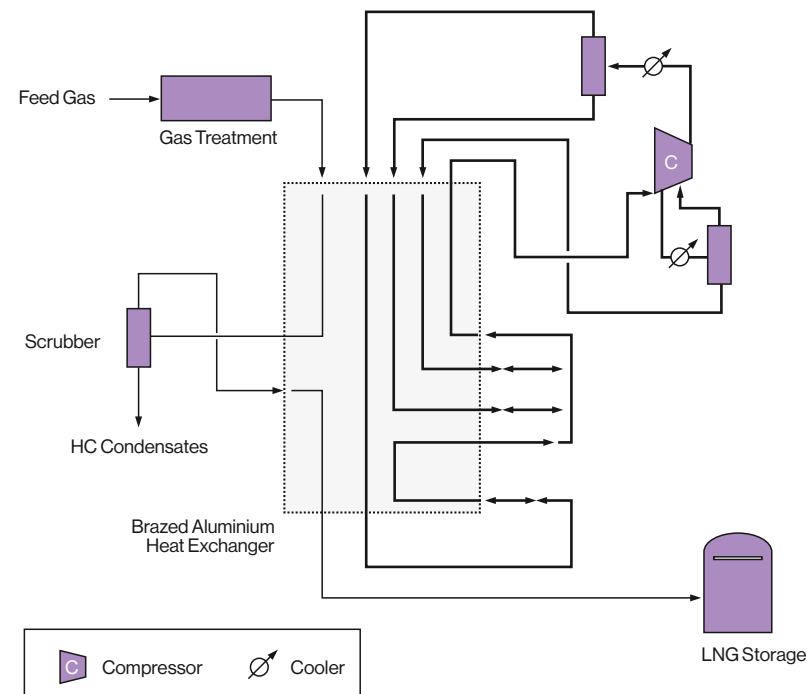 Feed Gas
Gas Treatment
C
Scrubber
HC Condensates
Brazed Aluminium
Heat Exchanger
LNG Storage
C
Compressor
Cooler